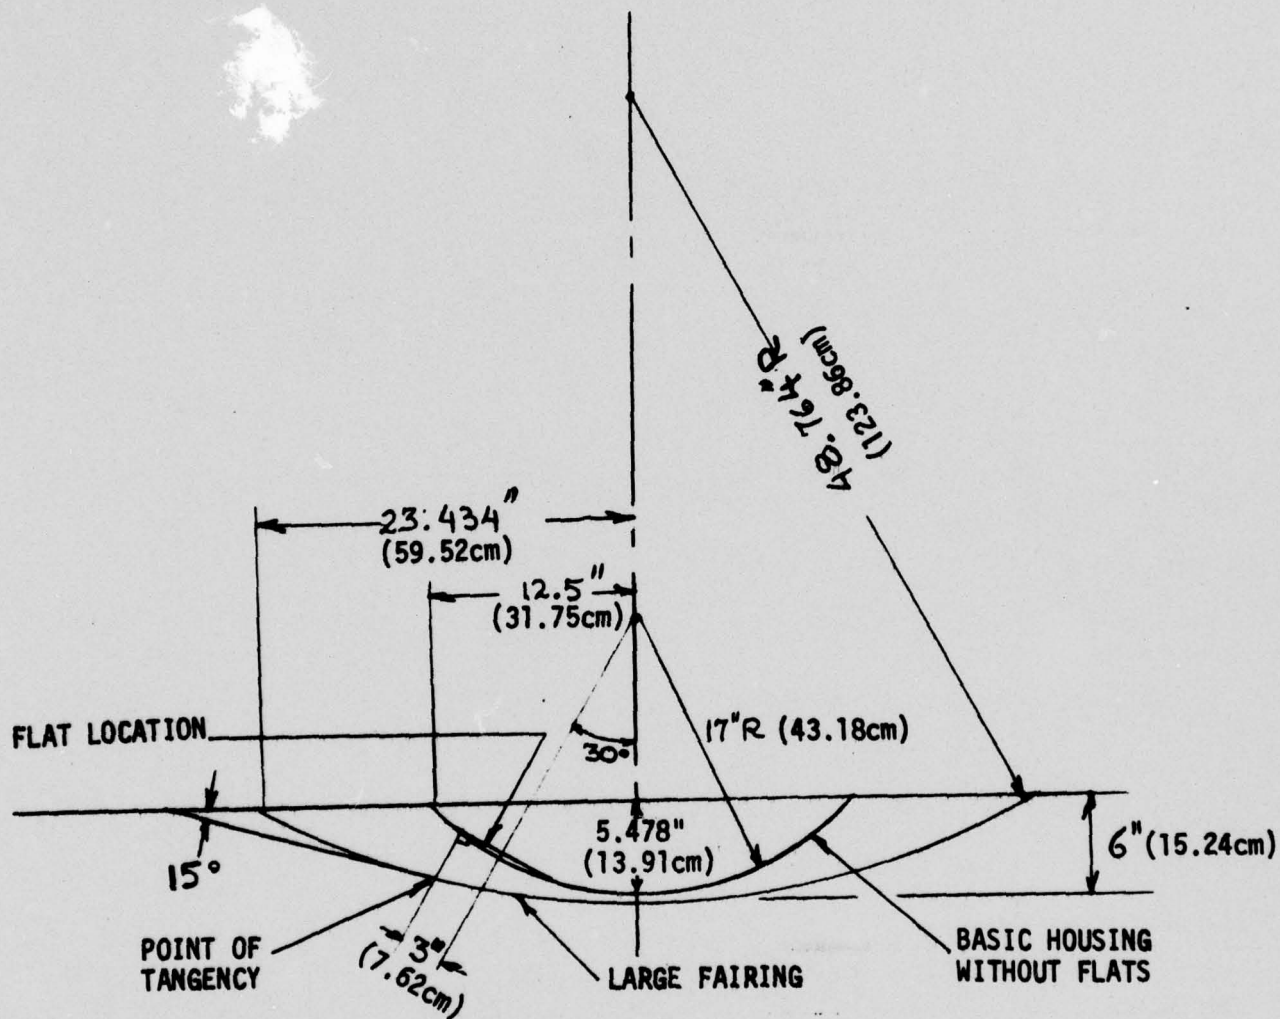 48.764"R
(123.86cm)
23.434"
(59.52cm)
12.5"
(31.75cm)
FLAT LOCATION
30°
17"R (43.18cm)
15°
5.478"
(13.91cm)
6" (15.24cm)
POINT OF
TANGENCY
3"
(7.62cm)
LARGE FAIRING
BASIC HOUSING
WITHOUT FLATS